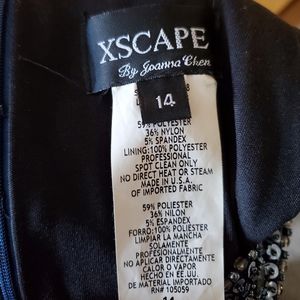 XSCAPE
By Joanna Chen
14
59% POLYESTER
36% NYLON
5% SPANDEX
LINING:100% POLYESTER
PROFESSIONAL
SPOT CLEAN ONLY
NO DIRECT HEAT OR STEAM
MADE IN U.S.A.
OF IMPORTED FABRIC
59% POLIESTER
36% NILON
5% ESPANDEX
FORRO:100% POLIESTER
LIMPIAR LA MANCHA
SOLAMENTE
PROFESIONALMENTE
NO APLICAR DIRECTAMENTE
CALOR O VAPOR
HECHO EN EE.UU.
DE MATERIAL IMPORTADO
RN# 105059
14